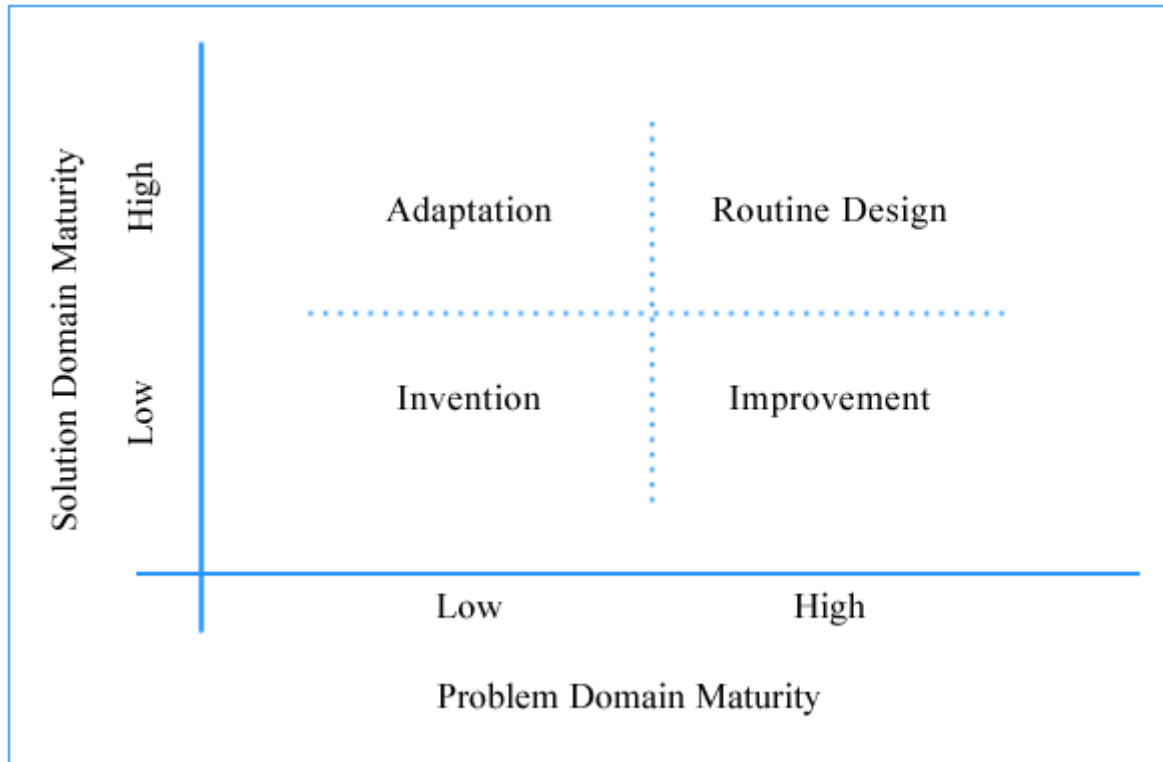 Solution Domain Maturity
High
Low
Adaptation
Routine Design
Invention
Improvement
Low
High
Problem Domain Maturity